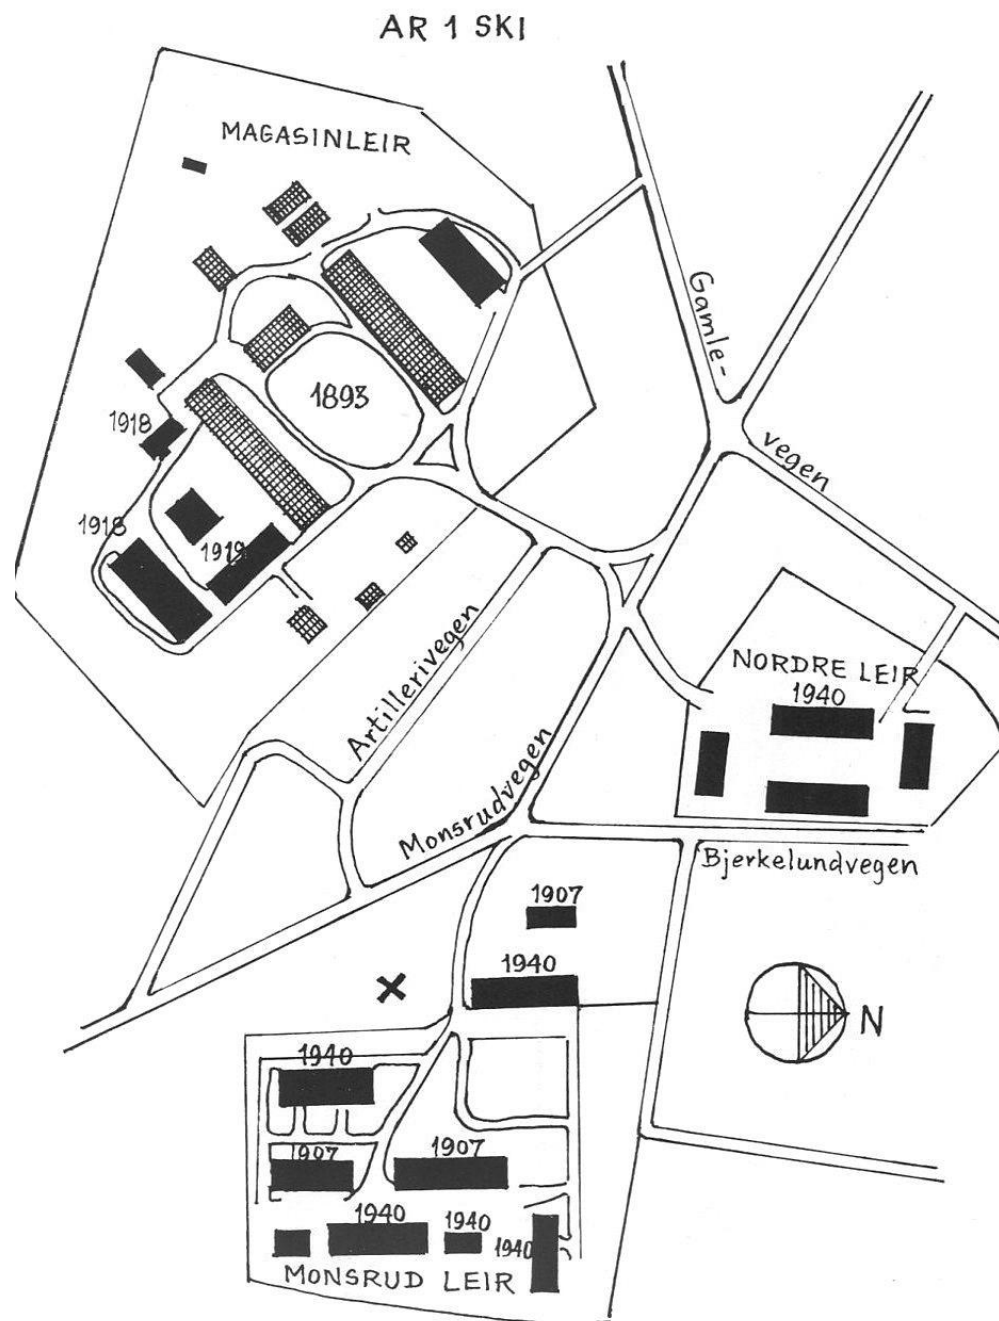 AR 1 SKI
MAGASINLEIR
Gamle-
vegen
1893
1918
1918
1919
Artillerivegen
Monsrudvegen
NORDRE LEIR
1940
Bjerkelundvegen
1907
1940
N
1940
1907
1907
1940
1940
1940
MONSRUD LEIR